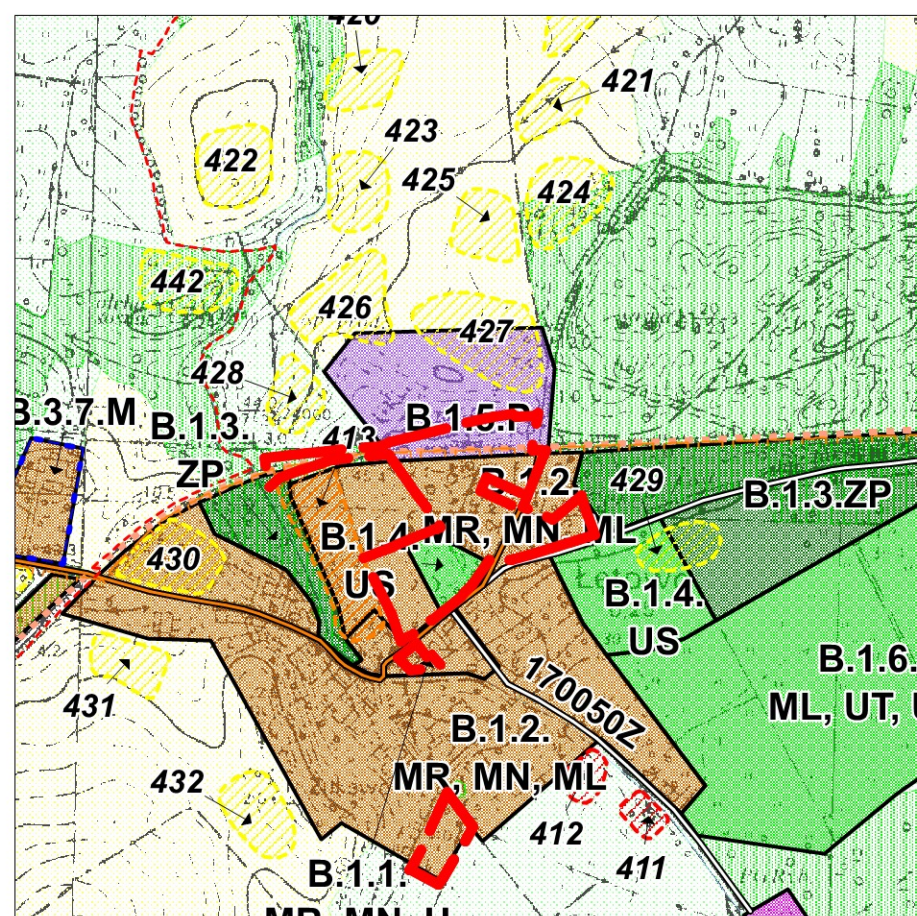 420
421
423
422
425
424
442
426
427
428
B.3.7.M
B.1.3.
ZP
B.1.5.P
413
B.1.2.
MR, MN, ML
429
B.1.3.ZP
B.1.4.
US
430
Łętowo
B.1.4.
US
B.1.6.
ML, UT, U
431
170050Z
B.1.2.
MR, MN, ML
432
412
411
B.1.1.
MR, MN, U